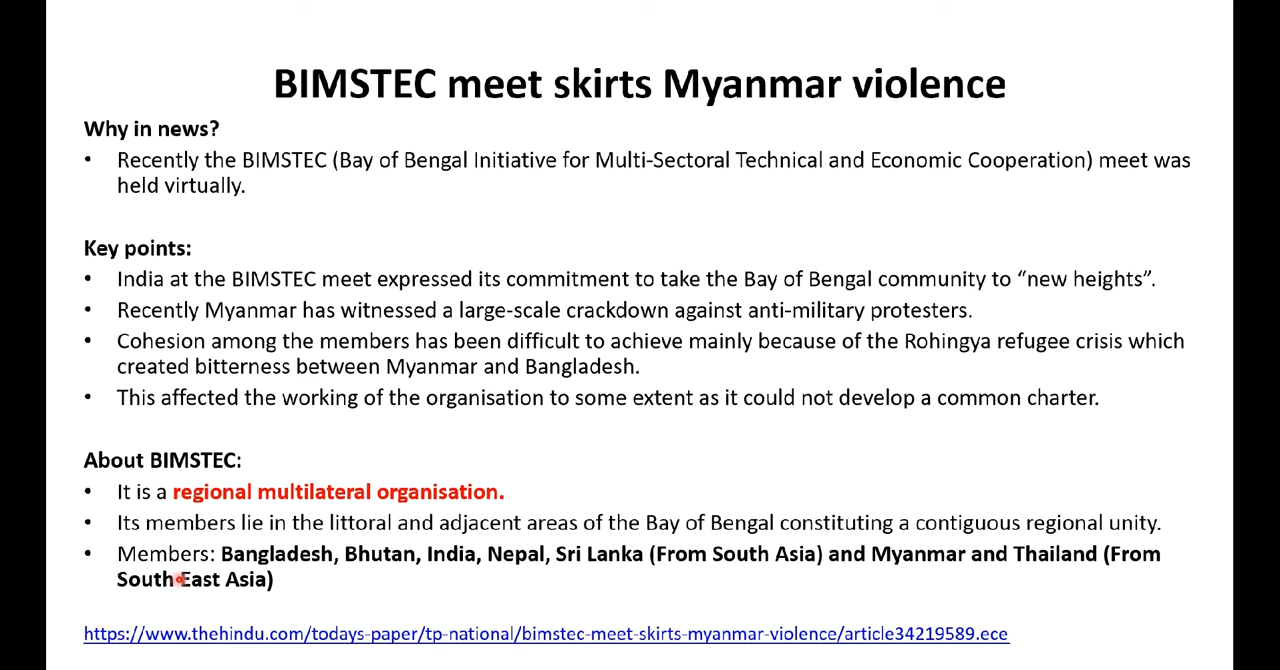 BIMSTEC meet skirts Myanmar violence
Why in news?
• Recently the BIMSTEC (Bay of Bengal Initiative for Multi-Sectoral Technical and Economic Cooperation) meet was
held virtually.
Key points:
• India at the BIMSTEC meet expressed its commitment to take the Bay of Bengal community to “new heights”.
• Recently Myanmar has witnessed a large-scale crackdown against anti-military protesters.
• Cohesion among the members has been difficult to achieve mainly because of the Rohingya refugee crisis which
created bitterness between Myanmar and Bangladesh.
• This affected the working of the organisation to some extent as it could not develop a common charter.
About BIMSTEC:
• It is a regional multilateral organisation.
• Its members lie in the littoral and adjacent areas of the Bay of Bengal constituting a contiguous regional unity.
• Members: Bangladesh, Bhutan, India, Nepal, Sri Lanka (From South Asia) and Myanmar and Thailand (From
South East Asia)
https://www.thehindu.com/todays-paper/tp-national/bimstec-meet-skirts-myanmar-violence/article34219589.ece